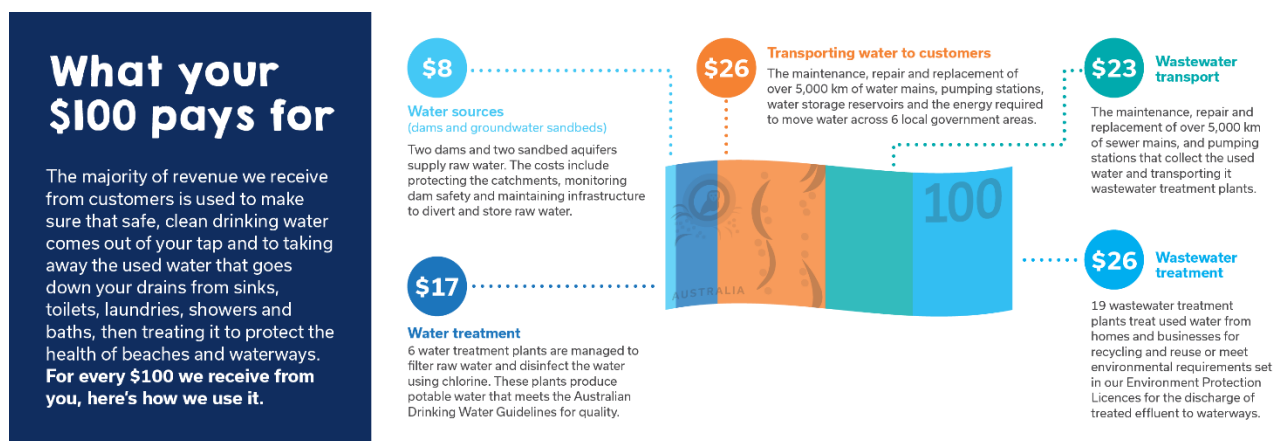 What your
$100 pays for
The majority of revenue we receive
from customers is used to make
sure that safe, clean drinking water
comes out of your tap and to taking
away the used water that goes
down your drains from sinks,
toilets, laundries, showers and
baths, then treating it to protect the
health of beaches and waterways.
For every $100 we receive from
you, here's how we use it.
$8
Water sources
(dams and groundwater sandbeds)
Two dams and two sandbed aquifers
supply raw water. The costs include
protecting the catchments, monitoring
dam safety and maintaining infrastructure
to divert and store raw water.
$17
Water treatment
6 water treatment plants are managed to
filter raw water and disinfect the water
using chlorine. These plants produce
potable water that meets the Australian
Drinking Water Guidelines for quality.
$26
Transporting water to customers
The maintenance, repair and replacement of
over 5,000 km of water mains, pumping stations,
water storage reservoirs and the energy required
to move water across 6 local government areas.
AUSTRALIA
100
$23
Wastewater
transport
The maintenance, repair and
replacement of over 5,000 km
of sewer mains, and pumping
stations that collect the used
water and transporting it
wastewater treatment plants.
$26
Wastewater
treatment
19 wastewater treatment
plants treat used water from
homes and businesses for
recycling and reuse or meet
environmental requirements set
in our Environment Protection
Licences for the discharge of
treated effluent to waterways.